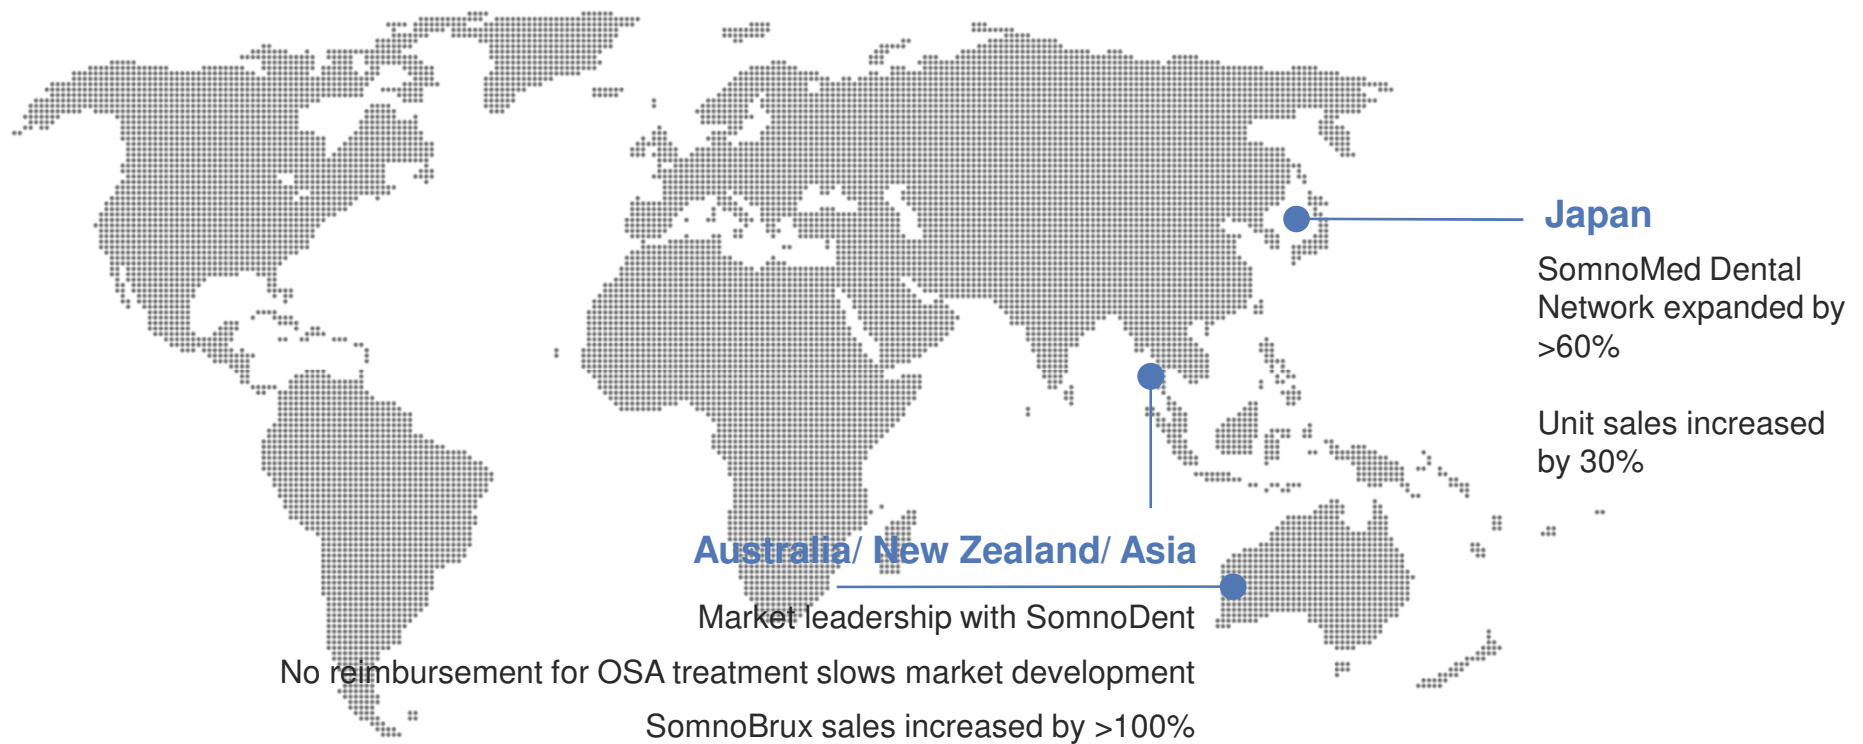 Japan
SomnoMed Dental
Network expanded by
>60%
Unit sales increased
by 30%
Australia/ New Zealand/ Asia
Market leadership with SomnoDent
No reimbursement for OSA treatment slows market development
SomnoBrux sales increased by >100%